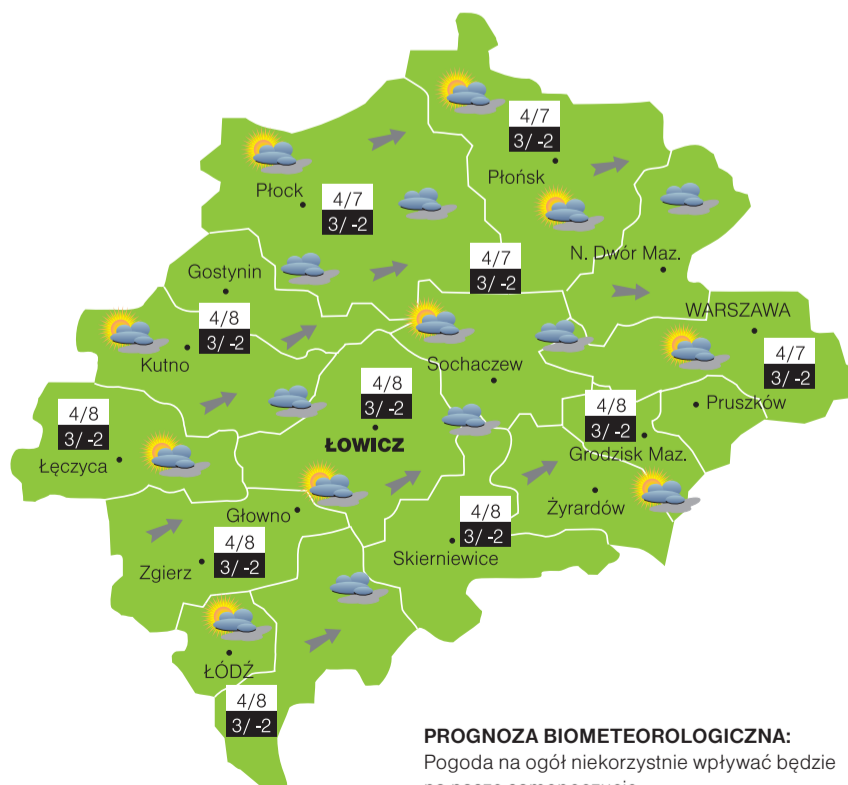 4/7
3/ -2
Płońsk
Płock
4/7
3/ -2
N. Dwór Maz.
4/7
3/ -2
Gostynin
WARSZAWA
4/8
3/ -2
Kutno
4/7
3/ -2
Sochaczew
4/8
3/ -2
ŁOWICZ
Pruszków
4/8
3/ -2
Grodzisk Maz.
4/8
3/ -2
Łęczyca
Żyrardów
Głowno
4/8
3/ -2
Skierniewice
4/8
3/ -2
Zgierz
ŁÓDŹ
4/8
3/ -2
PROGNOZA BIOMETEOROLOGICZNA:
Pogoda na ogół niekorzystnie wpływać będzie